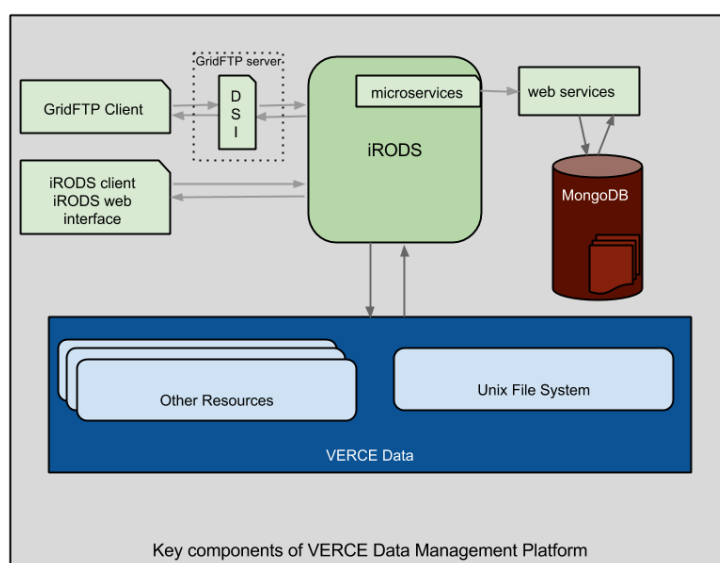 GridFTP server
GridFTP Client
D
S
I
microservices
web services
iRODS
iRODS client
iRODS web
interface
MongoDB
Other Resources
Unix File System
VERCE Data
Key components of VERCE Data Management Platform